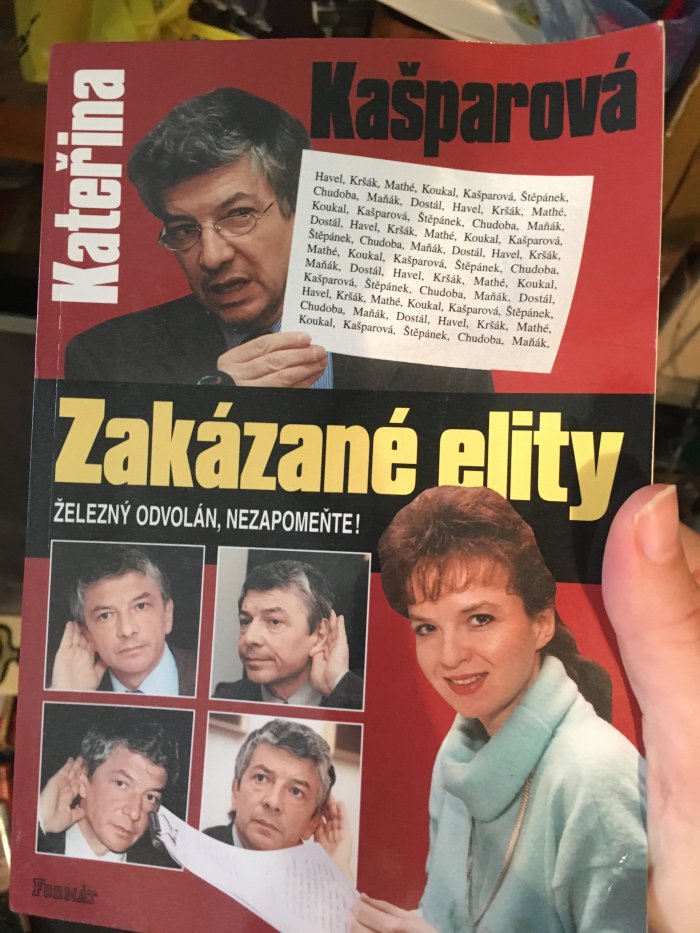 Kateřina
Kašparová
Havel, Kršák, Mathé, Koukal, Kašparová, Štěpánek,
Chudoba, Maňák, Dostál, Havel, Kršák, Mathé,
Koukal, Kašparová, Štěpánek, Chudoba, Maňák,
Dostál, Havel, Kršák, Mathé, Koukal, Kašparová,
Štěpánek, Chudoba, Maňák, Dostál, Havel, Kršák,
Mathé, Koukal, Kašparová, Štěpánek, Chudoba,
Maňák, Dostál, Havel, Kršák, Mathé, Koukal,
Kašparová, Štěpánek, Chudoba, Maňák, Dostál,
Havel, Kršák, Mathé, Koukal, Kašparová, Štěpánek,
Chudoba, Maňák, Dostál, Havel, Kršák, Mathé,
Koukal, Kašparová, Štěpánek, Chudoba, Maňák,
Zakázané elity
ŽELEZNÝ ODVOLÁN, NEZAPOMEŇTE!
FORMÁT